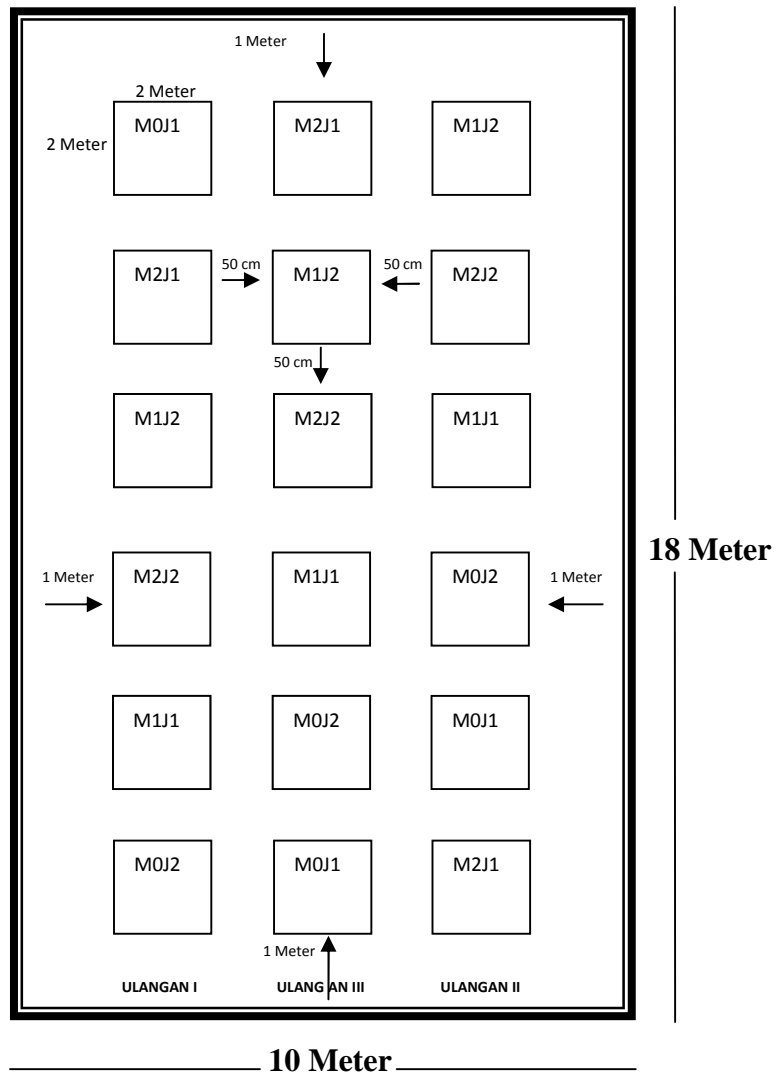 1 Meter
2 Meter
2 Meter
M0J1
M2J1
M1J2
M2J1
50 cm
M1J2
50 cm
M2J2
50 cm
M1J2
M2J2
M1J1
18 Meter
1 Meter
M2J2
M1J1
M0J2
1 Meter
M1J1
M0J2
M0J1
M0J2
M0J1
M2J1
1 Meter
ULANGAN I
ULANGAN III
ULANGAN II
10 Meter